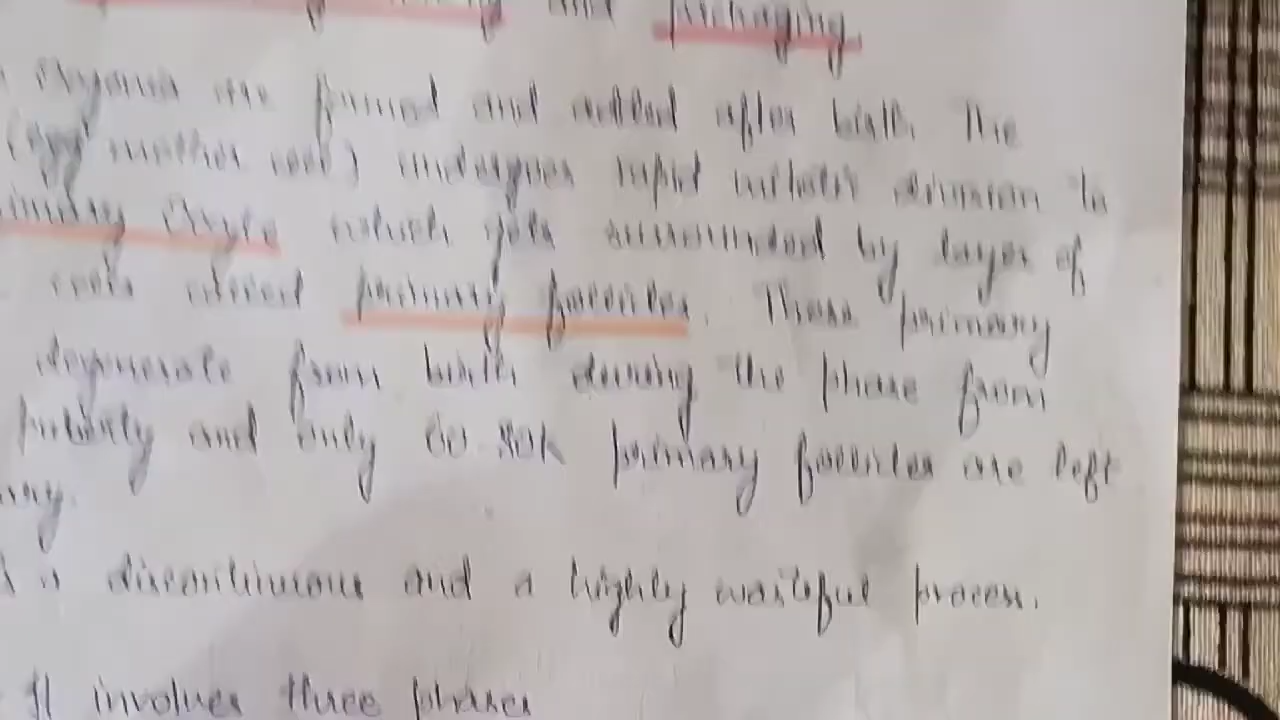 and packaging.
oogonia are formed and added after birth. The
(egg mother cell) undergoes rapid mitotic division to
Oocyte which gets surrounded by layer of
cells called primary follicles. These primary
degenerate from birth during the phase from
puberty and only 60-80k primary follicles are left
is discontinuous and a highly wasteful process.
It involves three phases